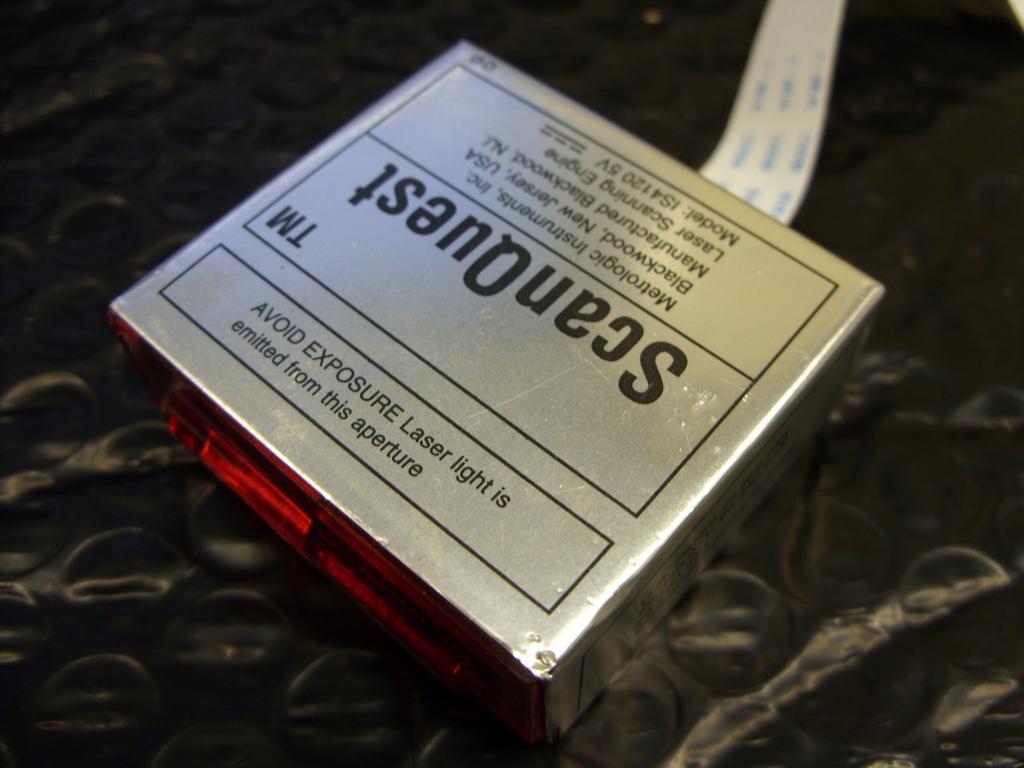 ScanQuest
TM
Metrologic Instruments, Inc.
Blackwood, New Jersey, USA
Manufactured Blackwood, NJ.
Laser Scanning Engine
Model: IS4120 5V
AVOID EXPOSURE Laser light is
emitted from this aperture